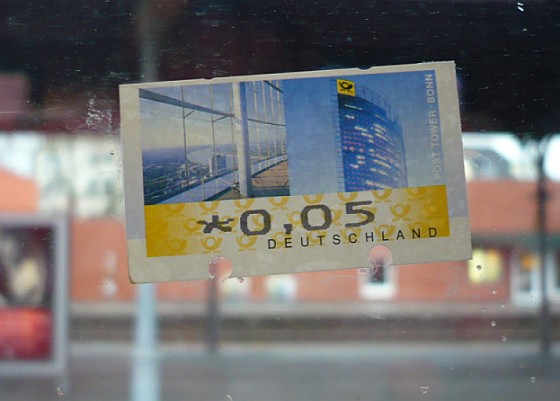 POST TOWER · BONN
*0,05
DEUTSCHLAND